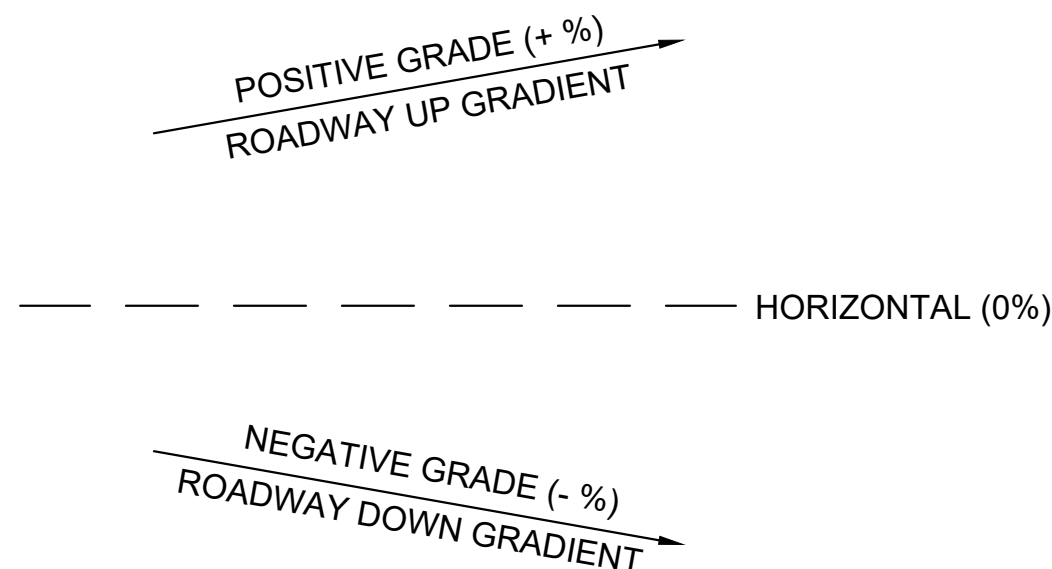 POSITIVE GRADE (+ %)
ROADWAY UP GRADIENT
HORIZONTAL (0%)
NEGATIVE GRADE (- %)
ROADWAY DOWN GRADIENT